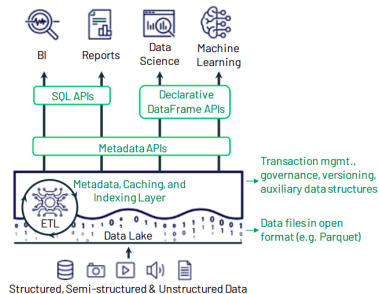 BI
Reports
Data
Science
Machine
Learning
SQL APIs
Declarative
DataFrame APIs
Metadata APIs
Metadata, Caching, and
Indexing Layer
ETL
Data Lake
Transaction mgmt.,
governance, versioning,
auxiliary data structures
Data files in open
format (e.g. Parquet)
Structured, Semi-structured & Unstructured Data